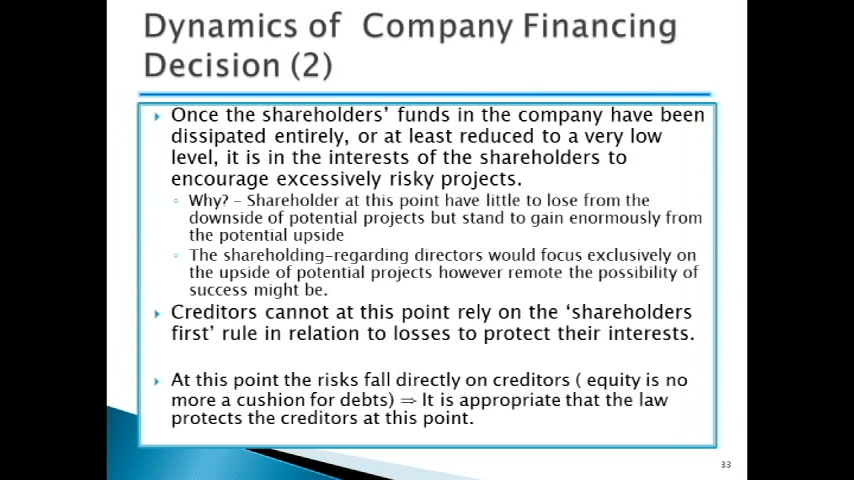 Dynamics of Company Financing
Decision (2)
Once the shareholders’ funds in the company have been
dissipated entirely, or at least reduced to a very low
level, it is in the interests of the shareholders to
encourage excessively risky projects.
Why? – Shareholder at this point have little to lose from the
downside of potential projects but stand to gain enormously from
the potential upside
The shareholding-regarding directors would focus exclusively on
the upside of potential projects however remote the possibility of
success might be.
Creditors cannot at this point rely on the ‘shareholders
first’ rule in relation to losses to protect their interests.
At this point the risks fall directly on creditors ( equity is no
more a cushion for debts) ⇒ It is appropriate that the law
protects the creditors at this point.
33